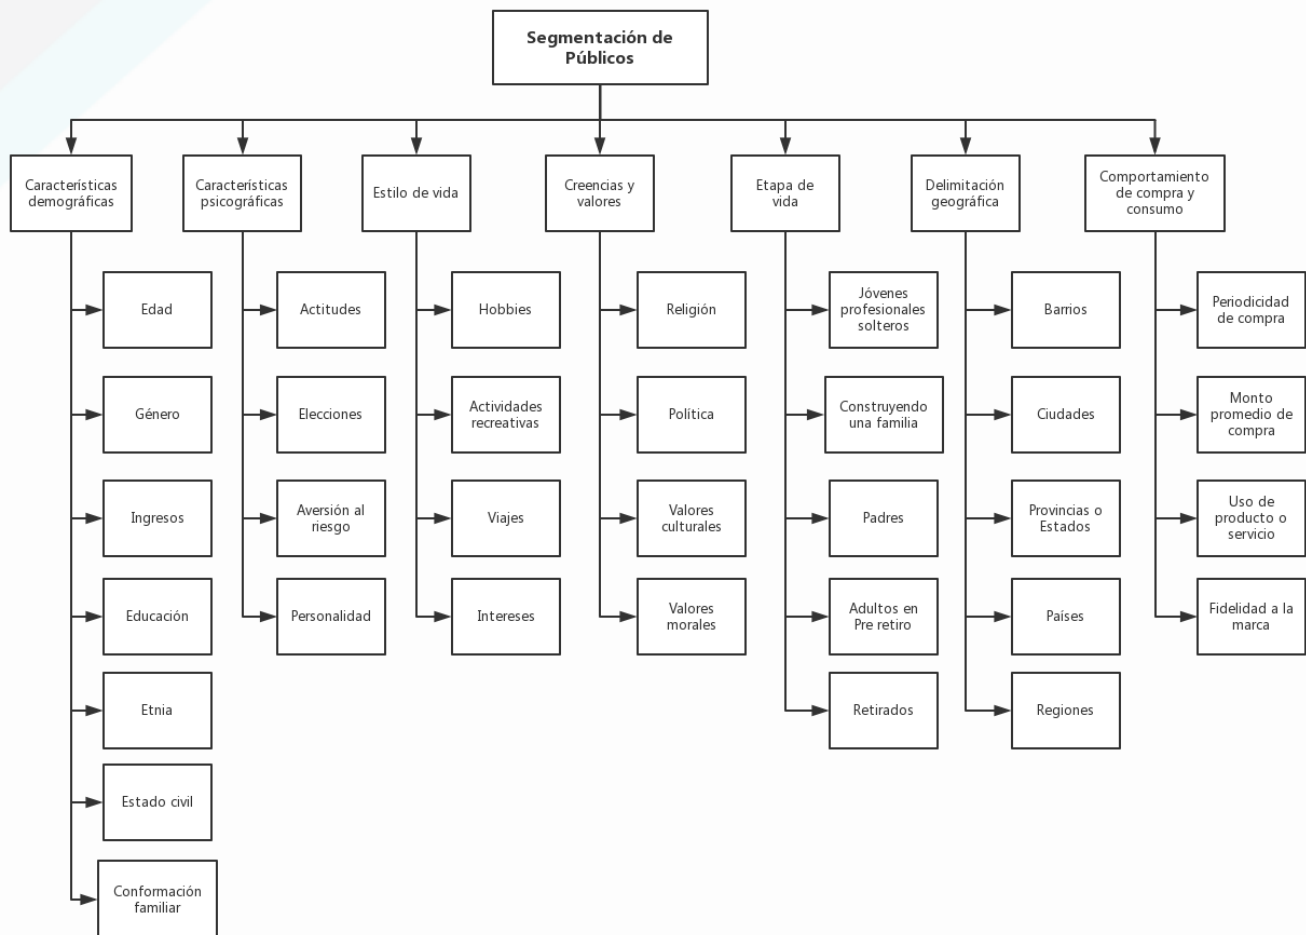 Segmentación de
Públicos
Características
demográficas
Características
psicográficas
Estilo de vida
Creencias y
valores
Etapa de
vida
Delimitación
geográfica
Comportamiento
de compra y
consumo
Edad
Género
Ingresos
Educación
Etnia
Estado civil
Conformación
familiar
Actitudes
Elecciones
Aversión al
riesgo
Personalidad
Hobbies
Actividades
recreativas
Viajes
Intereses
Religión
Política
Valores
culturales
Valores
morales
Jóvenes
profesionales
solteros
Construyendo
una familia
Padres
Adultos en
Pre retiro
Retirados
Barrios
Ciudades
Provincias o
Estados
Países
Regiones
Periodicidad
de compra
Monto
promedio de
compra
Uso de
producto o
servicio
Fidelidad a la
marca